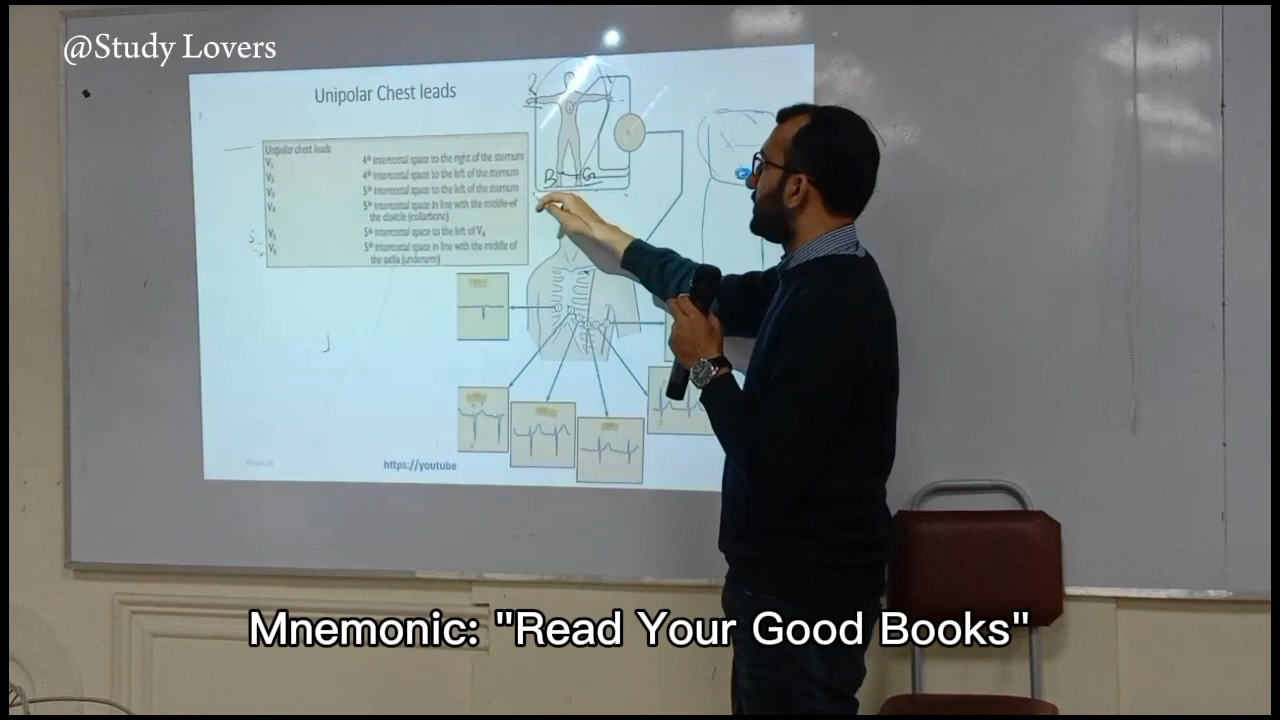 @Study Lovers
Unipolar Chest leads
Unipolar chest leads
V1 4th Intercostal space to the right of the sternum
V2 4th Intercostal space to the left of the sternum
V3 5th Intercostal space to the left of the sternum
V4 5th Intercostal space in line with the middle of
the clavicle (collarbone)
V5 5th Intercostal space to the left of V4
V6 5th Intercostal space in line with the middle of
the axilla (underarm)
R
B G
5
https://youtube
Mnemonic: "Read Your Good Books"